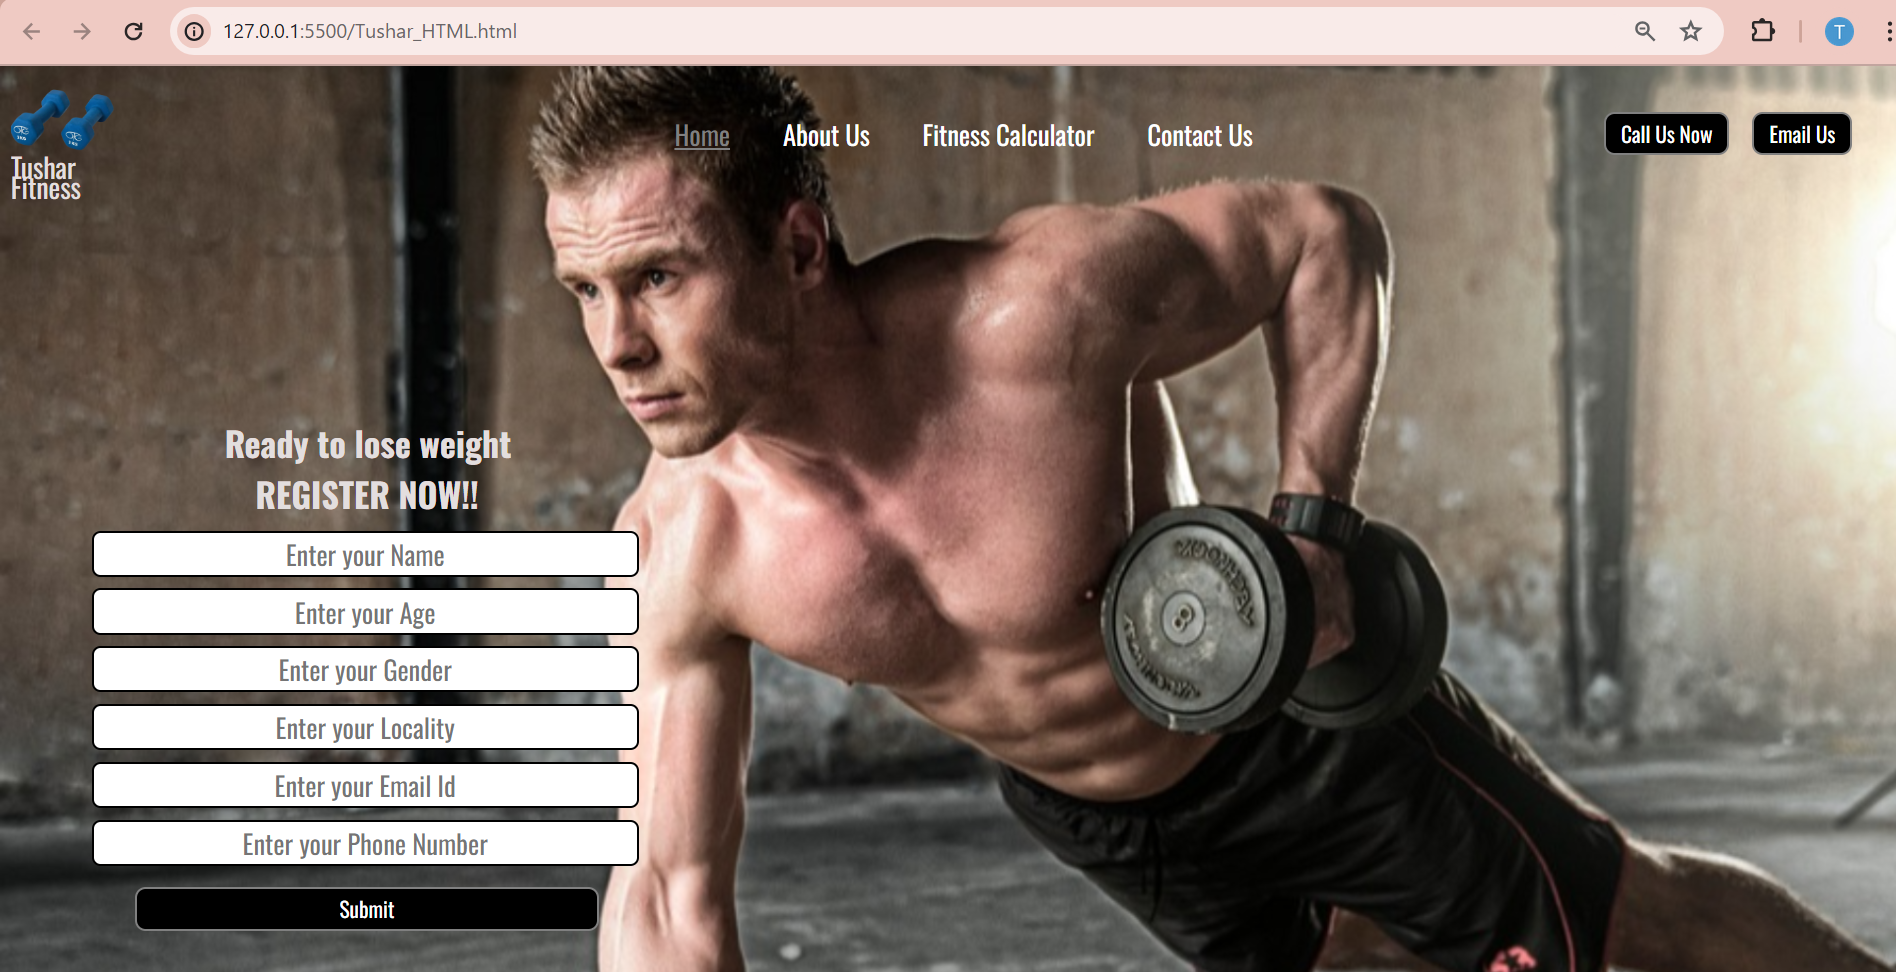 127.0.0.1:5500/Tushar_HTML.html
T
Tushar
Fitness
Home
About Us
Fitness Calculator
Contact Us
Call Us Now
Email Us
Ready to lose weight
REGISTER NOW!!
Enter your Name
Enter your Age
Enter your Gender
Enter your Locality
Enter your Email Id
Enter your Phone Number
Submit
8